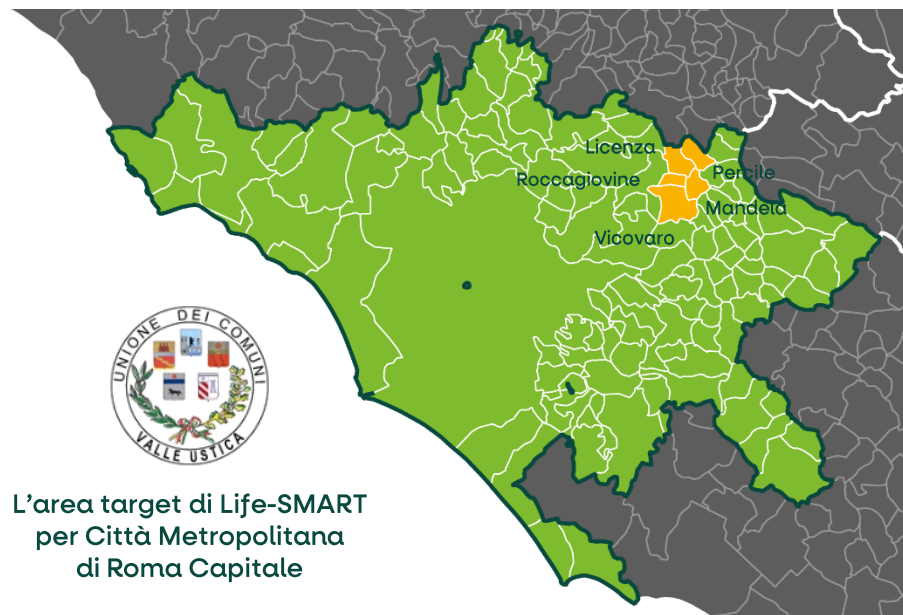 Licenza
Roccagiovine
Percile
Mandela
Vicovaro
UNIONE DEI COMUNI
VALLE USTICA
L'area target di Life-SMART
per Città Metropolitana
di Roma Capitale